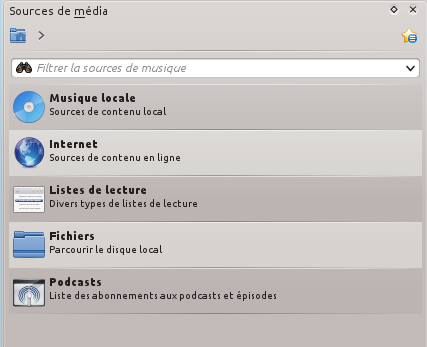 Sources de média
Filtrer la sources de musique
Musique locale
Sources de contenu local
Internet
Sources de contenu en ligne
Listes de lecture
Divers types de listes de lecture
Fichiers
Parcourir le disque local
Podcasts
Liste des abonnements aux podcasts et épisodes